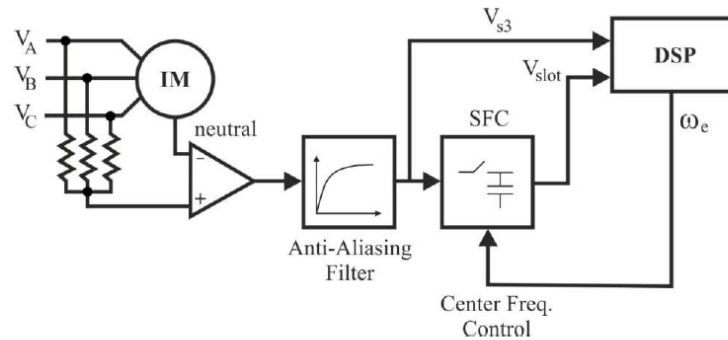 V_A
V_B
V_C
IM
neutral
-
+
Anti-Aliasing
Filter
SFC
V_s3
V_slot
DSP
ω_e
Center Freq.
Control